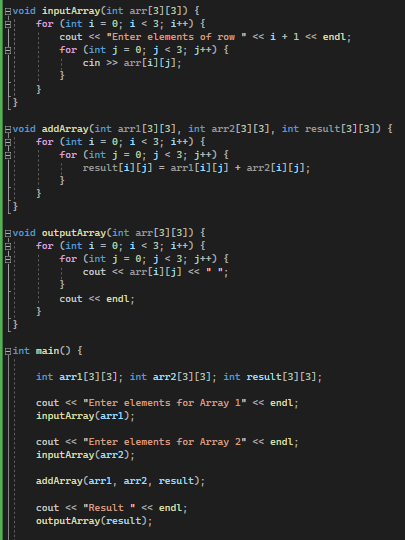 void inputArray(int arr[3][3]) {
for (int i = 0; i < 3; i++) {
cout << "Enter elements of row " << i + 1 << endl;
for (int j = 0; j < 3; j++) {
cin >> arr[i][j];
}
}
}
void addArray(int arr1[3][3], int arr2[3][3], int result[3][3]) {
for (int i = 0; i < 3; i++) {
for (int j = 0; j < 3; j++) {
result[i][j] = arr1[i][j] + arr2[i][j];
}
}
}
void outputArray(int arr[3][3]) {
for (int i = 0; i < 3; i++) {
for (int j = 0; j < 3; j++) {
cout << arr[i][j] << " ";
}
cout << endl;
}
}
int main() {
int arr1[3][3]; int arr2[3][3]; int result[3][3];
cout << "Enter elements for Array 1" << endl;
inputArray(arr1);
cout << "Enter elements for Array 2" << endl;
inputArray(arr2);
addArray(arr1, arr2, result);
cout << "Result " << endl;
outputArray(result);